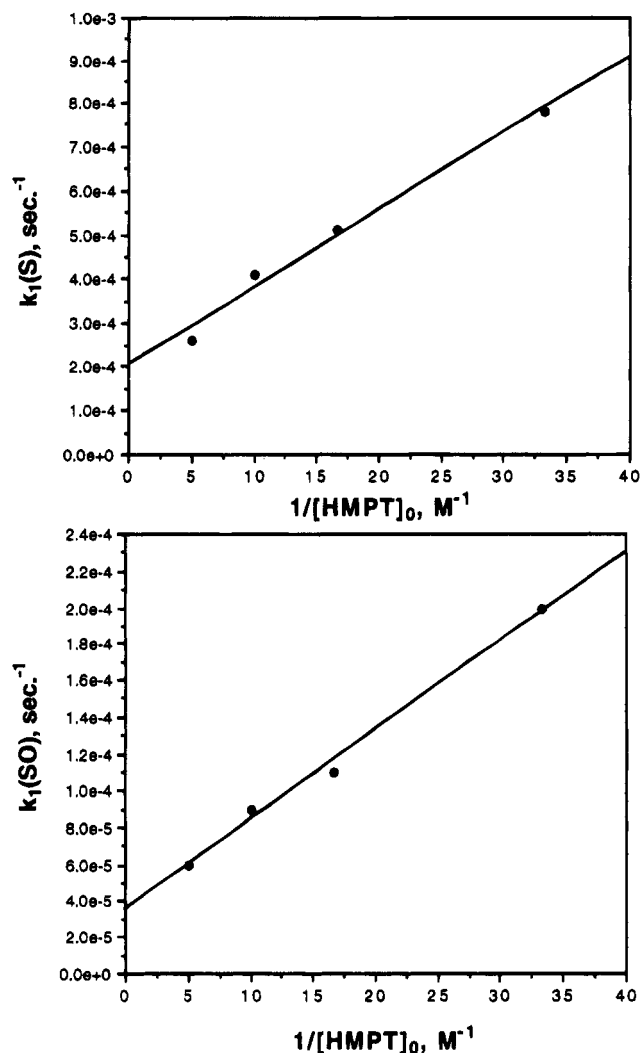 1.0e-3
9.0e-4
8.0e-4
7.0e-4
6.0e-4
5.0e-4
4.0e-4
3.0e-4
2.0e-4
1.0e-4
0.0e+0
k₁(S), sec.⁻¹
0 5 10 15 20 25 30 35 40
1/[HMPT]₀, M⁻¹
2.4e-4
2.2e-4
2.0e-4
1.8e-4
1.6e-4
1.4e-4
1.2e-4
1.0e-4
8.0e-5
6.0e-5
4.0e-5
2.0e-5
0.0e+0
k₁(SO), sec.⁻¹
0 5 10 15 20 25 30 35 40
1/[HMPT]₀, M⁻¹